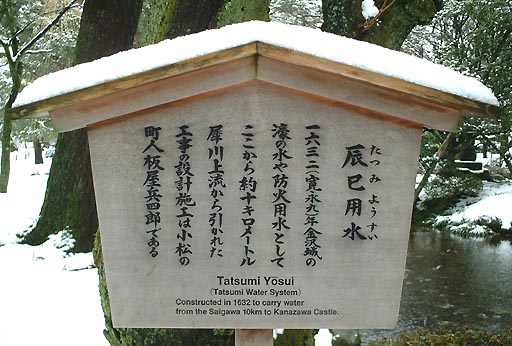 辰巳用水
たつみ ようすい
一六三二(寛永九年金沢城の
濠の水や防火用水として
ここから約十キロメートル
犀川上流から引かれた
工事の設計施工は小松の
町人板屋兵四郎である
Tatsumi Yōsui
(Tatsumi Water System)
Constructed in 1632 to carry water
from the Saigawa 10km to Kanazawa Castle.